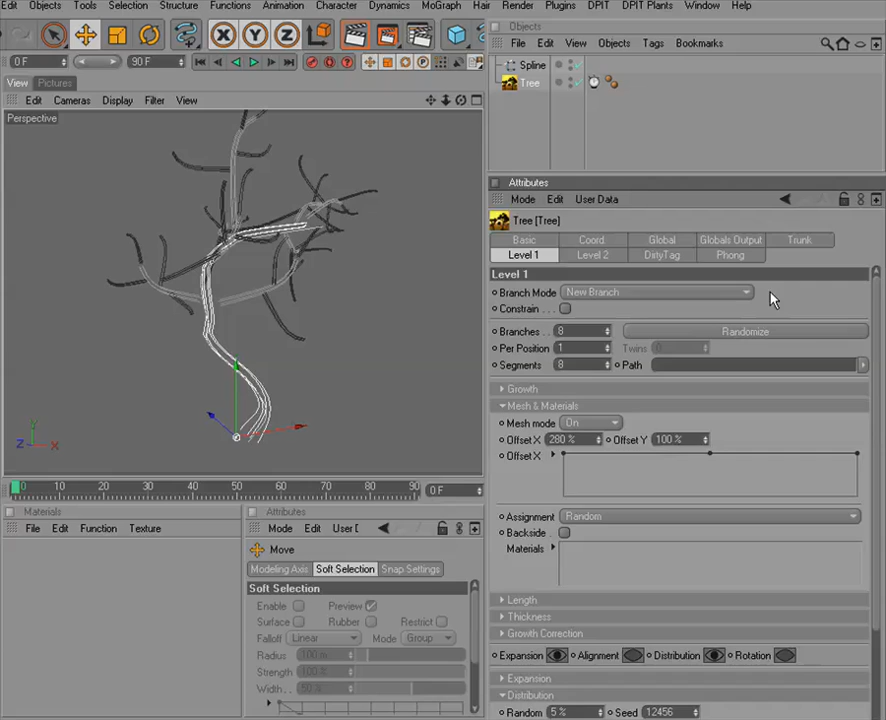 Edit Objects Tools Selection Structure Functions Animation Character Dynamics MoGraph Hair Render Plugins DPIT DPIT Plants Window Help
Objects
File Edit View Objects Tags Bookmarks
0 F 90 F
Spline
Tree
View Pictures
Edit Cameras Display Filter View
Perspective
Attributes
Mode Edit User Data
Tree [Tree]
Basic Coord. Global Globals Output Trunk
Level 1 Level 2 DirtyTag Phong
Level 1
Branch Mode New Branch
Constrain . . .
Branches . . 8 Randomize
Per Position 1 Twins 0
Segments 8 Path
Growth
Mesh & Materials
Mesh mode On
Offset X 280 % Offset Y 100 %
Offset X
Assignment Random
Backside .
Materials
Length
Thickness
Growth Correction
Expansion Alignment Distribution Rotation
Expansion
Distribution
Random 5 % Seed 12456
Y
Z X
0 10 20 30 40 50 60 70 80 90 0 F
Materials
File Edit Function Texture
Attributes
Mode Edit User D
Move
Modeling Axis Soft Selection Snap Settings
Soft Selection
Enable Preview
Surface Rubber Restrict
Falloff Linear Mode Group
Radius 100 m
Strength 100 %
Width . . 50 %